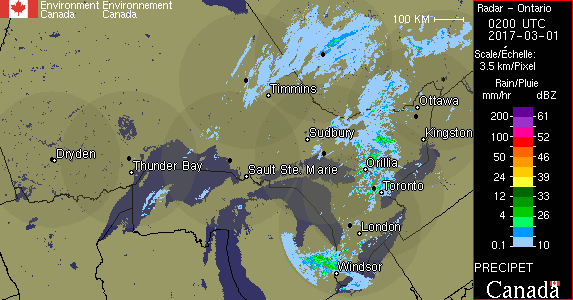 Environment Environnement
Canada Canada
Radar - Ontario
0200 UTC
2017-03-01
100 KM
Scale/Échelle:
3.5 km/Pixel
Rain/Pluie
mm/hr dBZ
200 61
100 52
50 46
24 39
12 33
4 26
0.1 10
Timmins
Ottawa
Sudbury
Kingston
Dryden
Thunder Bay
Sault Ste. Marie
Orillia
Toronto
London
Windsor
PRECIPET
Canada